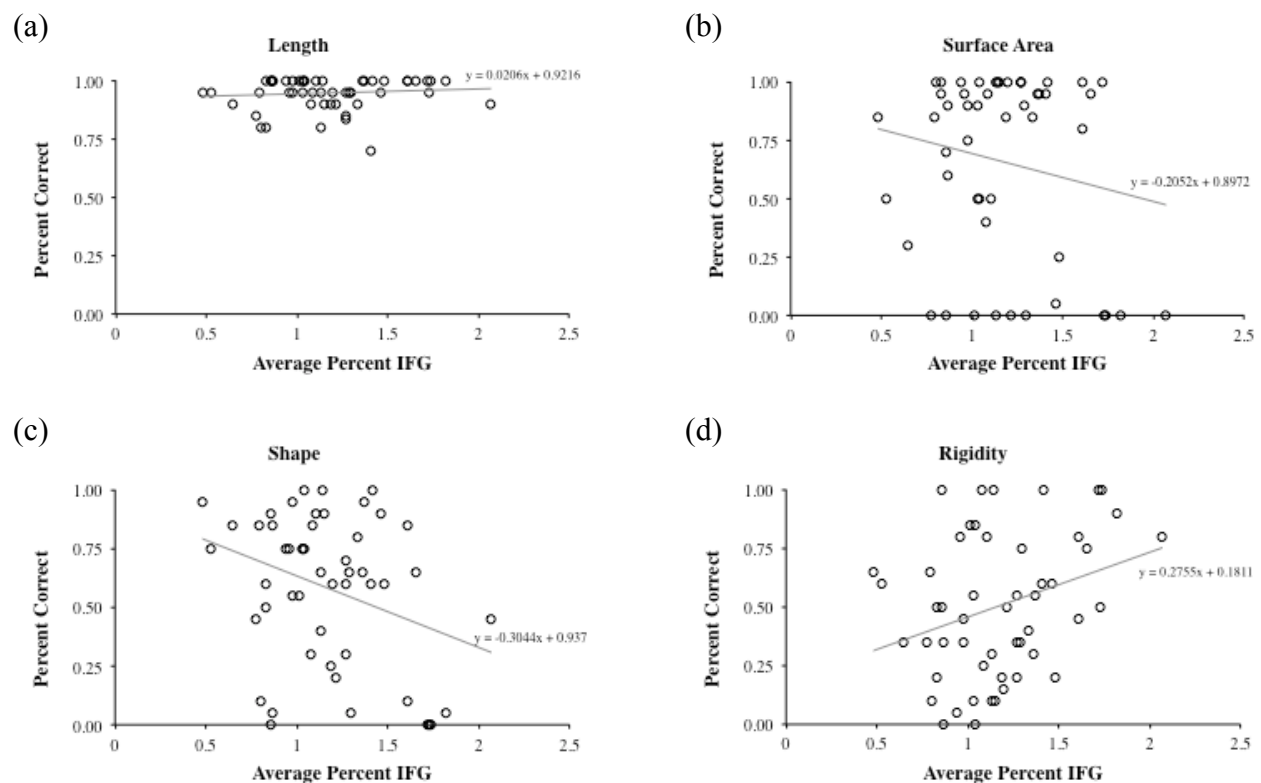 (a)
Length
1.00
0.75
0.50
0.25
0.00
0
0.5
1
1.5
2
2.5
Percent Correct
Average Percent IFG
y = 0.0206x + 0.9216
(b)
Surface Area
1.00
0.75
0.50
0.25
0.00
0
0.5
1
1.5
2
2.5
Percent Correct
Average Percent IFG
y = -0.2052x + 0.8972
(c)
Shape
1.00
0.75
0.50
0.25
0.00
0
0.5
1
1.5
2
2.5
Percent Correct
Average Percent IFG
y = -0.3044x + 0.937
(d)
Rigidity
1.00
0.75
0.50
0.25
0.00
0
0.5
1
1.5
2
2.5
Percent Correct
Average Percent IFG
y = 0.2755x + 0.1811